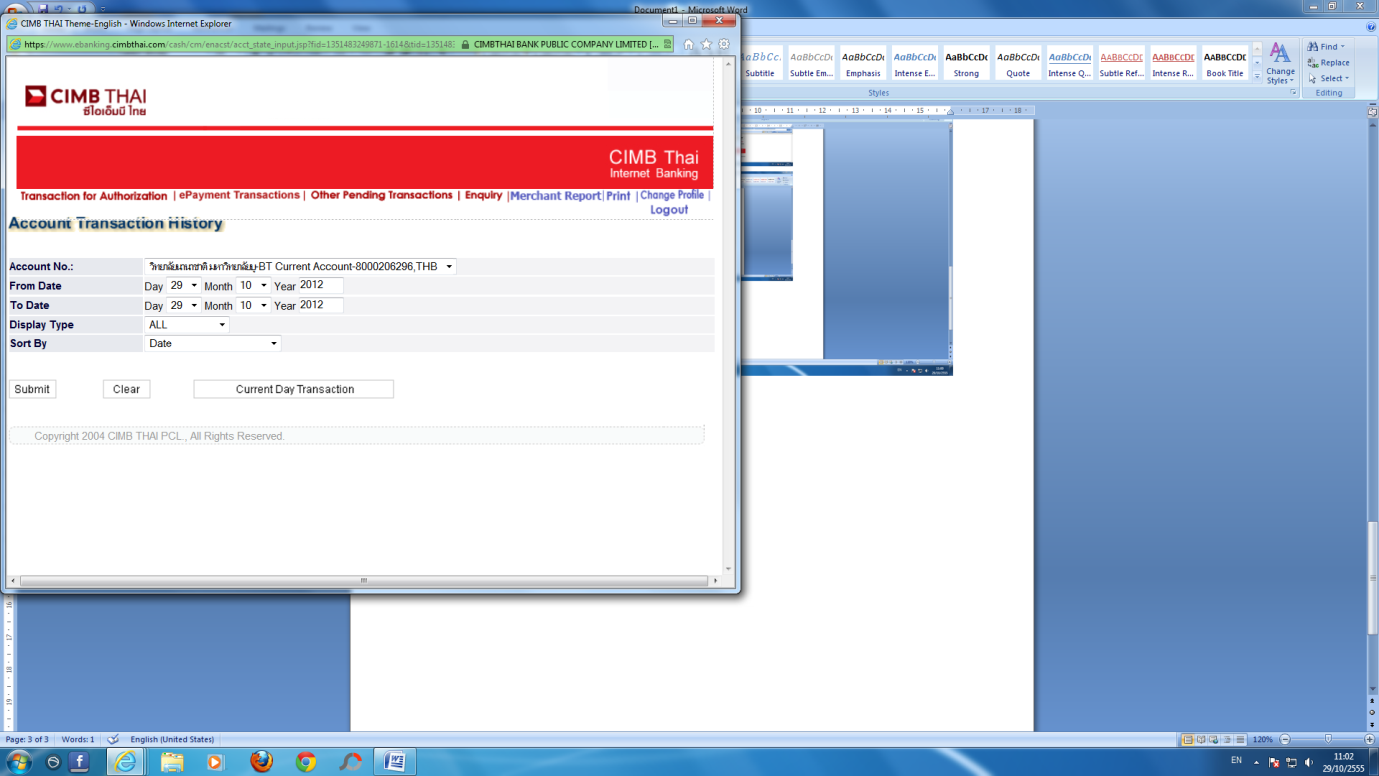 Document1 - Microsoft Word
CIMB THAI Theme-English - Windows Internet Explorer
https://www.ebanking.cimbthai.com/cash/cm/enacst/acct_state_input.jsp?fid=1351483249871-1614&tid=135148
CIMBTHAI BANK PUBLIC COMPANY LIMITED [...
Subtitle Subtle Em... Emphasis Intense E... Strong Quote Intense Q... Subtle Ref... Intense R... Book Title
Change Styles
Find
Replace
Select
Styles
Editing
CIMB THAI
ซีไอเอ็มบี ไทย
CIMB Thai
Internet Banking
Transaction for Authorization | ePayment Transactions | Other Pending Transactions | Enquiry | Merchant Report | Print | Change Profile |
Logout
Account Transaction History
Account No.: BT Current Account-8000206296,THB
From Date Day 29 Month 10 Year 2012
To Date Day 29 Month 10 Year 2012
Display Type ALL
Sort By Date
Submit Clear Current Day Transaction
Copyright 2004 CIMB THAI PCL., All Rights Reserved.
Page: 3 of 3 Words: 1 English (United States) 120%
EN 11:02
29/10/2555